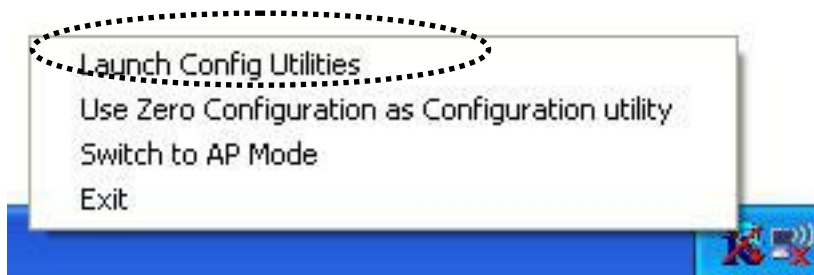 Launch Config Utilities
Use Zero Configuration as Configuration utility
Switch to AP Mode
Exit